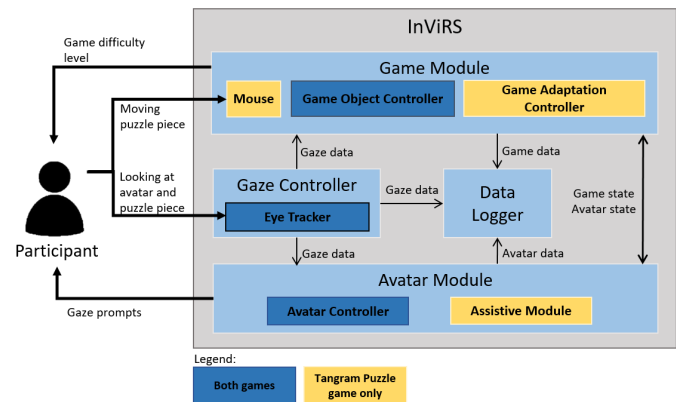 InViRS
Game difficulty
level
Game Module
Mouse
Game Object Controller
Game Adaptation
Controller
Moving
puzzle piece
Gaze data
Game data
Looking at
avatar and
puzzle piece
Gaze Controller
Eye Tracker
Gaze data
Data
Logger
Game state
Avatar state
Participant
Gaze data
Avatar data
Avatar Module
Gaze prompts
Avatar Controller
Assistive Module
Legend:
Both games
Tangram Puzzle
game only